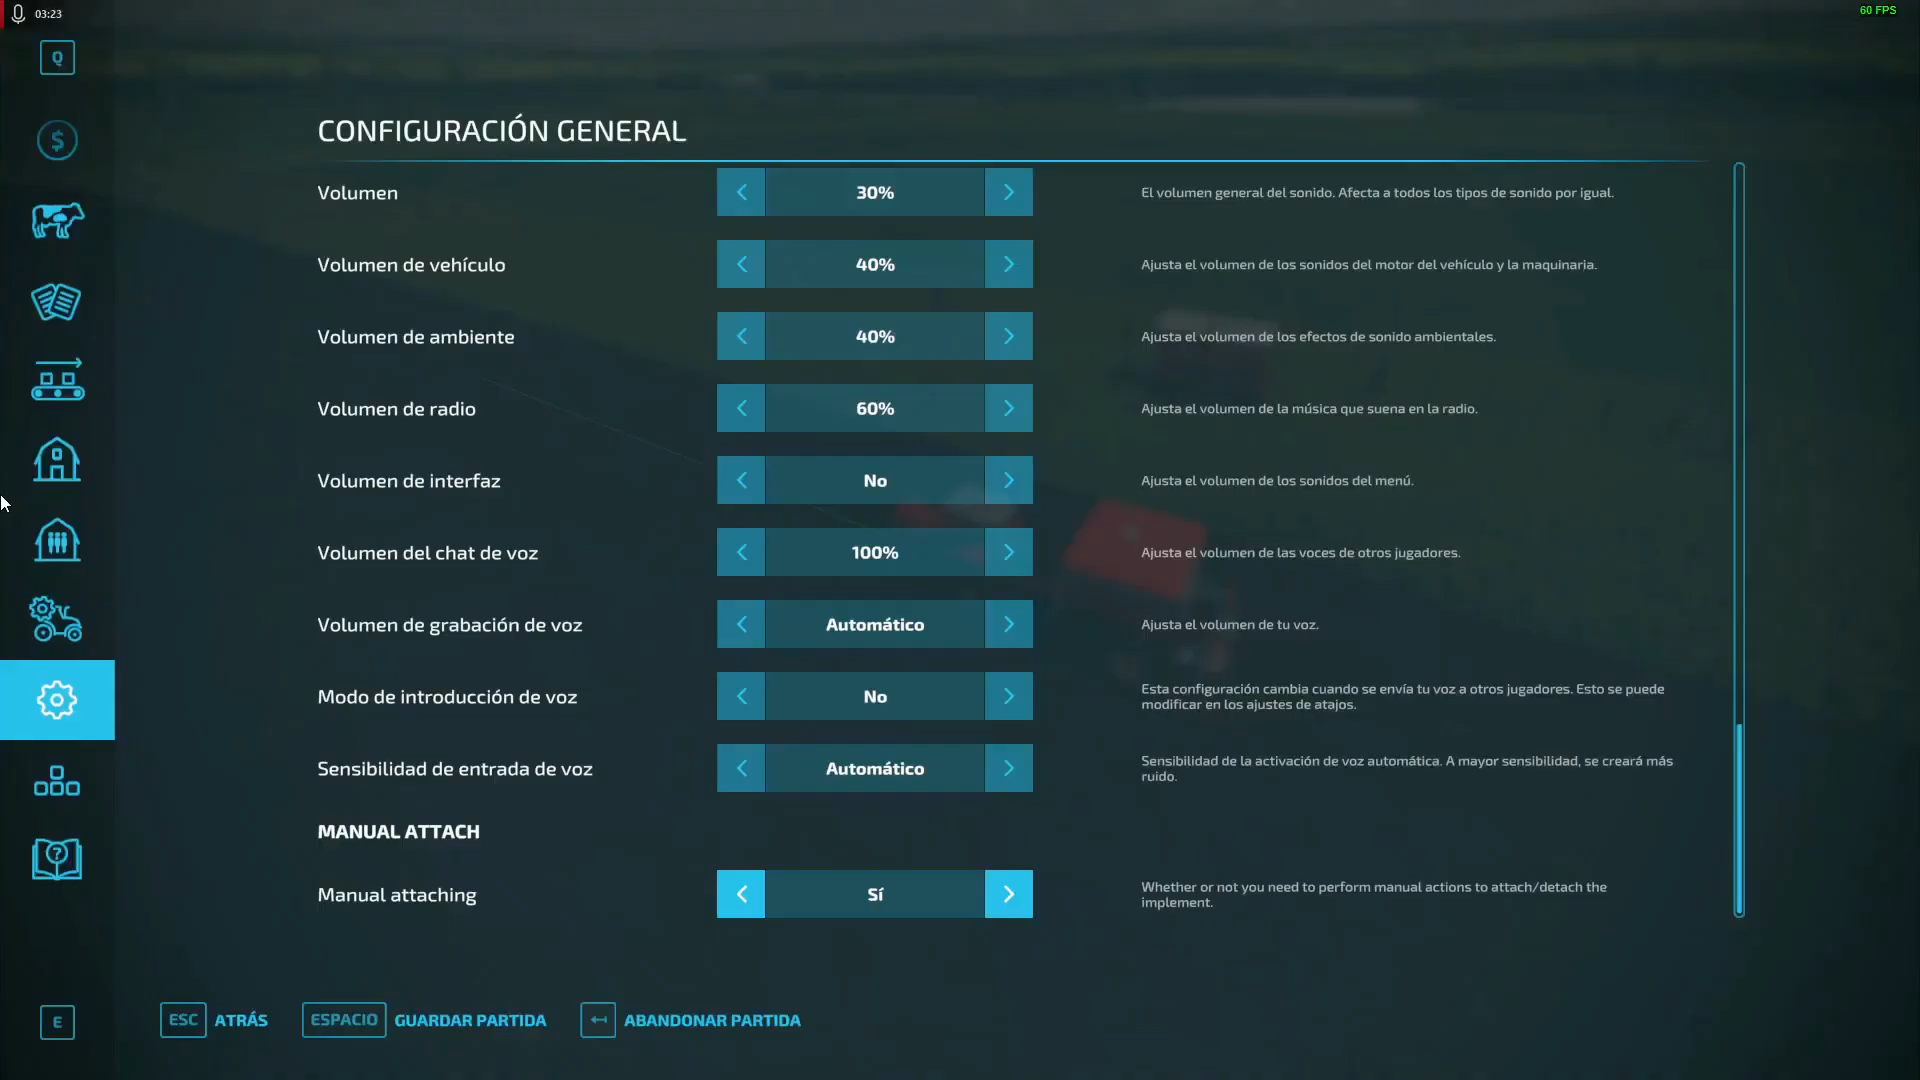 03:23
60 FPS
Q
CONFIGURACIÓN GENERAL
Volumen
30%
El volumen general del sonido. Afecta a todos los tipos de sonido por igual.
Volumen de vehículo
40%
Ajusta el volumen de los sonidos del motor del vehículo y la maquinaria.
Volumen de ambiente
40%
Ajusta el volumen de los efectos de sonido ambientales.
Volumen de radio
60%
Ajusta el volumen de la música que suena en la radio.
Volumen de interfaz
No
Ajusta el volumen de los sonidos del menú.
Volumen del chat de voz
100%
Ajusta el volumen de las voces de otros jugadores.
Volumen de grabación de voz
Automático
Ajusta el volumen de tu voz.
Modo de introducción de voz
No
Esta configuración cambia cuando se envía tu voz a otros jugadores. Esto se puede
modificar en los ajustes de atajos.
Sensibilidad de entrada de voz
Automático
Sensibilidad de la activación de voz automática. A mayor sensibilidad, se creará más
ruido.
MANUAL ATTACH
Manual attaching
Sí
Whether or not you need to perform manual actions to attach/detach the
implement.
E
ESC ATRÁS
ESPACIO GUARDAR PARTIDA
ABANDONAR PARTIDA